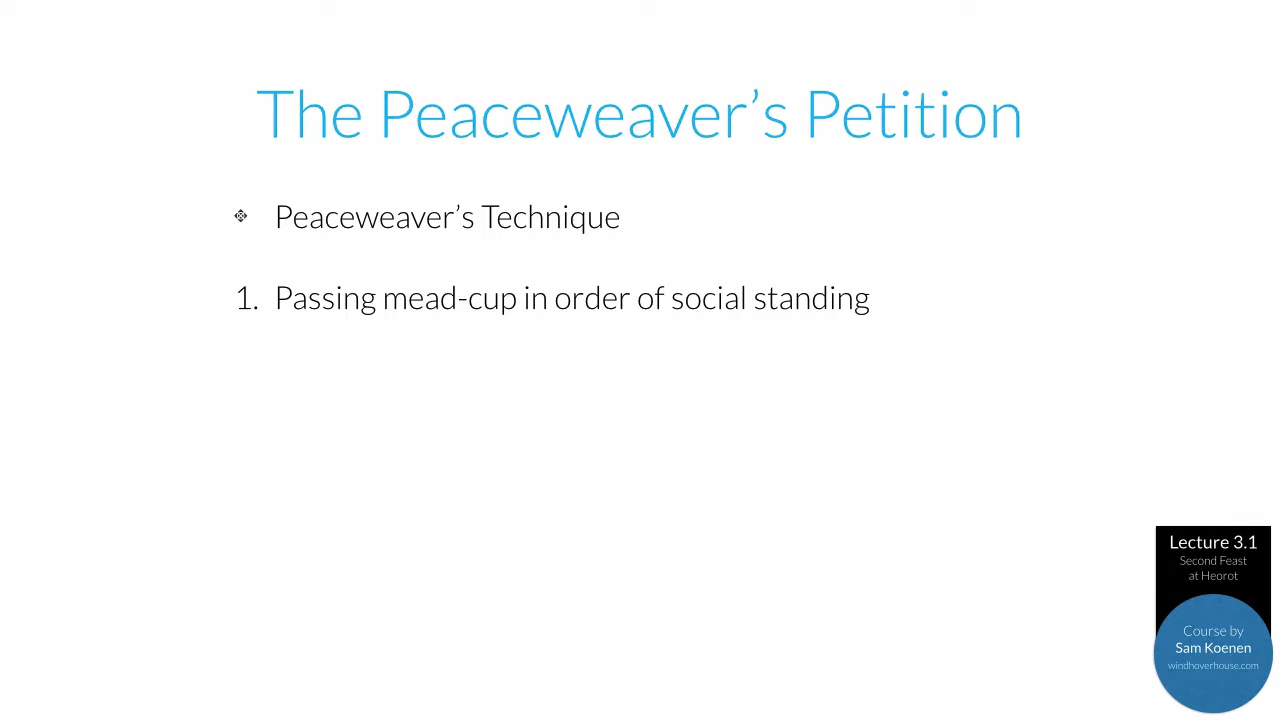 The Peaceweaver’s Petition
Peaceweaver’s Technique
1. Passing mead-cup in order of social standing
Lecture 3.1
Second Feast
at Heorot
Course by
Sam Koenen
windhoverhouse.com